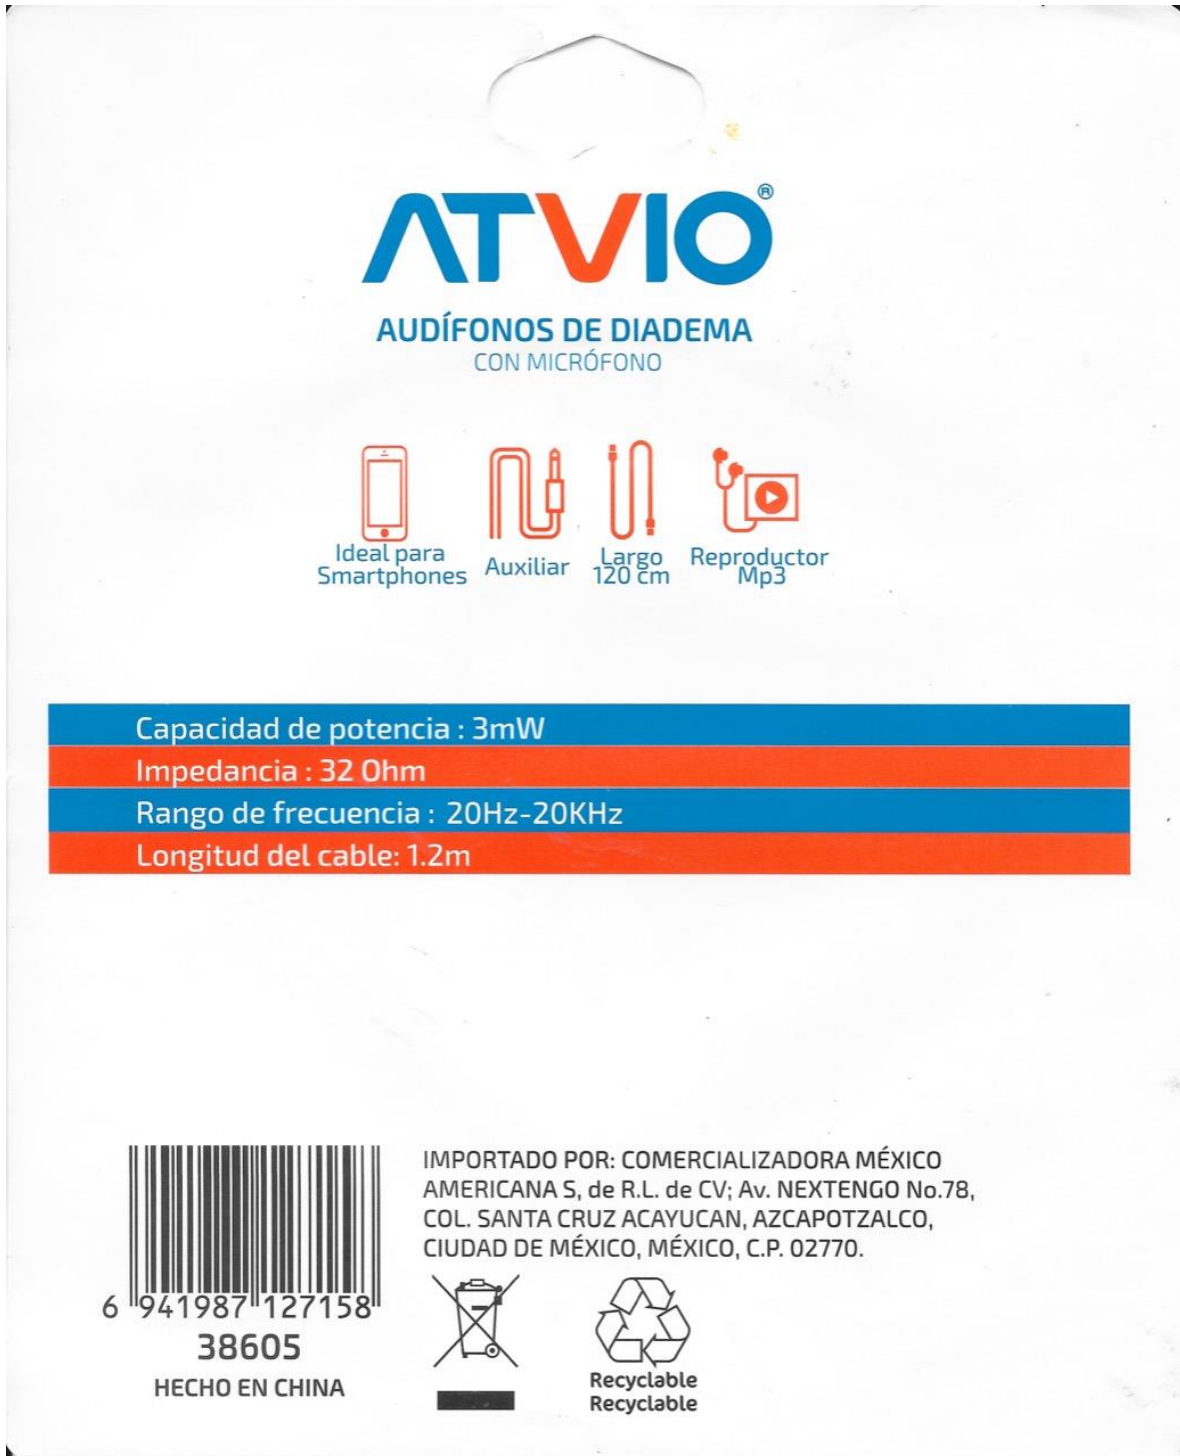 ATVIO®
AUDÍFONOS DE DIADEMA
CON MICRÓFONO
Ideal para
Smartphones
Auxiliar
Largo
120 cm
Reproductor
Mp3
Capacidad de potencia : 3mW
Impedancia : 32 Ohm
Rango de frecuencia : 20Hz-20KHz
Longitud del cable: 1.2m
6 941987 127158
38605
HECHO EN CHINA
IMPORTADO POR: COMERCIALIZADORA MÉXICO
AMERICANA S, de R.L. de CV; Av. NEXTENGO No.78,
COL. SANTA CRUZ ACAYUCAN, AZCAPOTZALCO,
CIUDAD DE MÉXICO, MÉXICO, C.P. 02770.
Recyclable
Recyclable